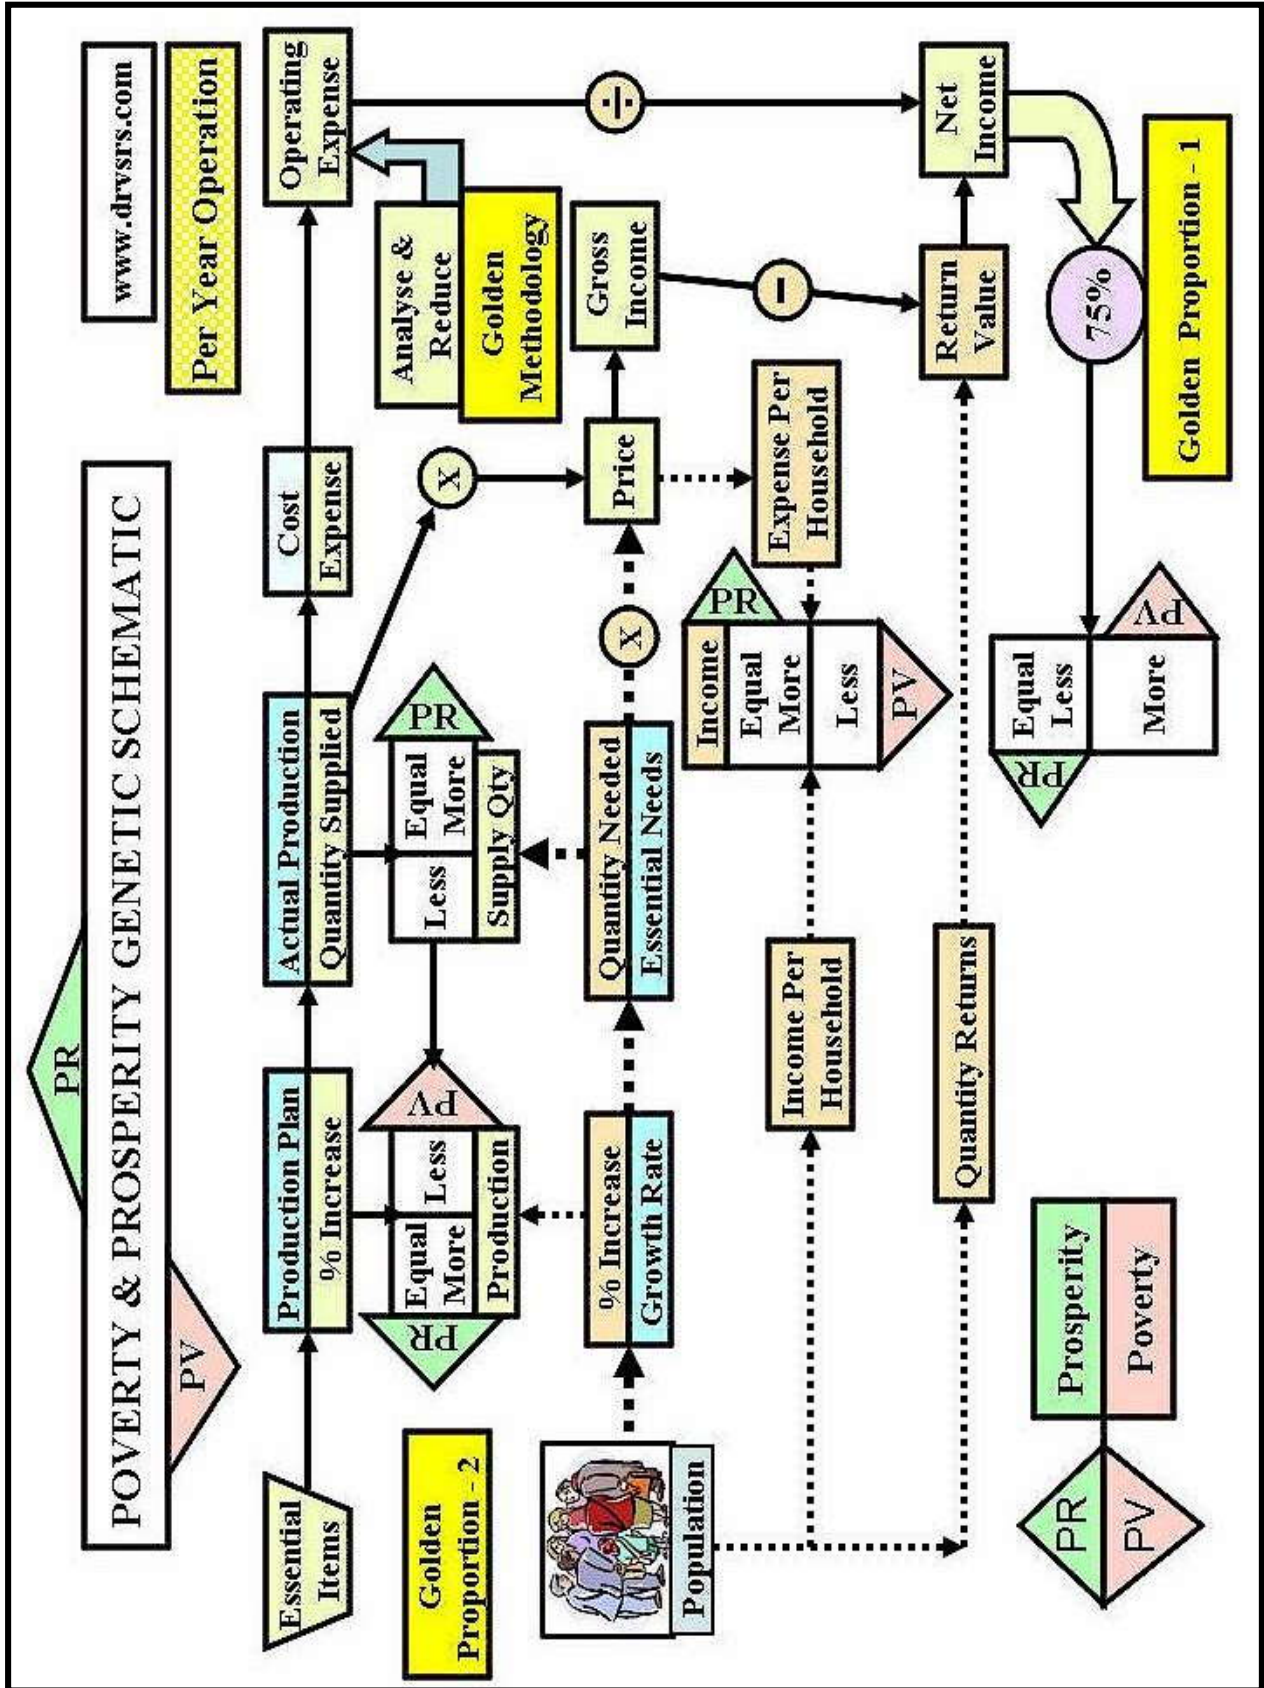 PR
POVERTY & PROSPERITY GENETIC SCHEMATIC
PV
www.drvsrs.com
Per Year Operation
Essential
Items
Production Plan
% Increase
Actual Production
Quantity Supplied
Cost
Expense
Operating
Expense
PR
Equal
More
Less
Production
PV
Less
Equal
More
Supply Qty
PR
X
Analyse &
Reduce
Golden
Methodology
÷
Golden
Proportion - 2
Population
% Increase
Growth Rate
Quantity Needed
Essential Needs
X
Price
Gross
Income
Income Per
Household
Income
Equal
More
Less
PR
PV
Expense Per
Household
−
Quantity Returns
Return
Value
Net
Income
PR
PV
Prosperity
Poverty
PR
Equal
Less
More
PV
75%
Golden Proportion - 1